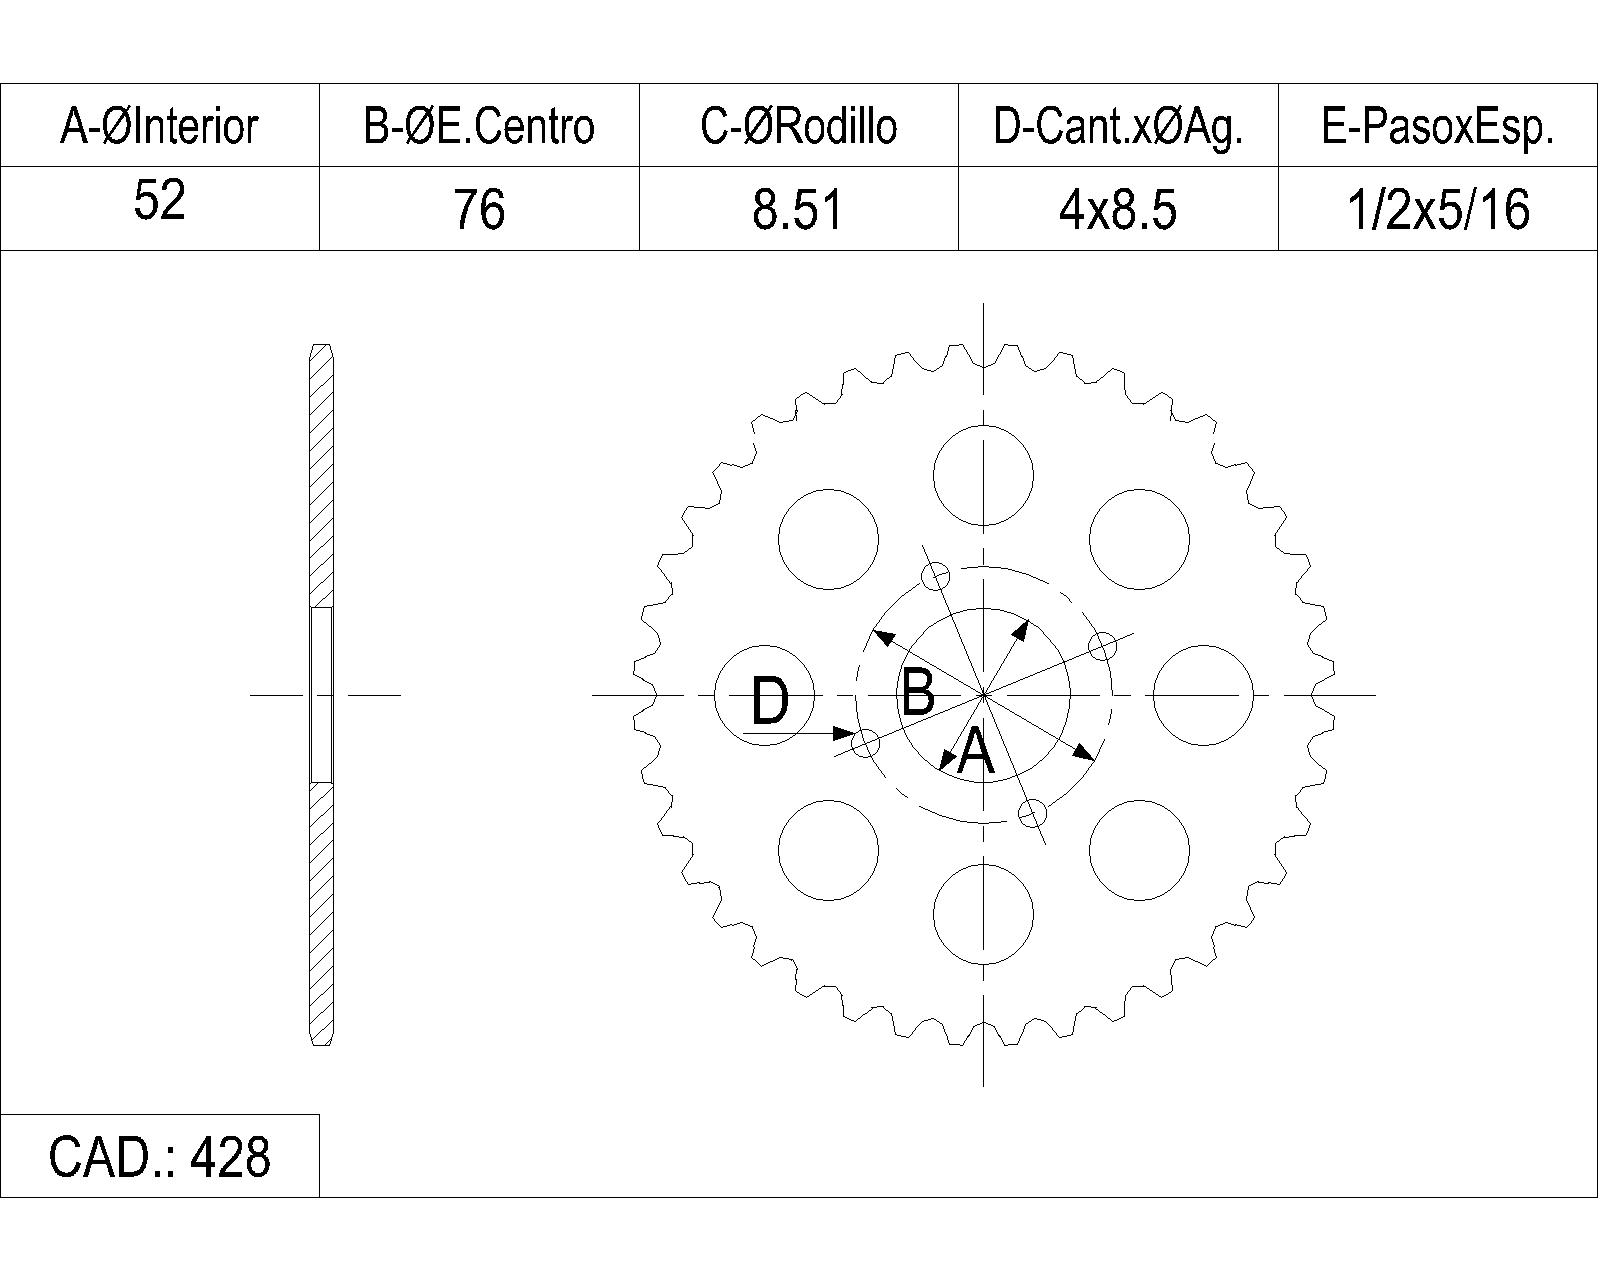 A-ØInterior B-ØE.Centro C-ØRodillo D-Cant.xØAg. E-PasoxEsp.
52 76 8.51 4x8.5 1/2x5/16
B
D
A
CAD.: 428